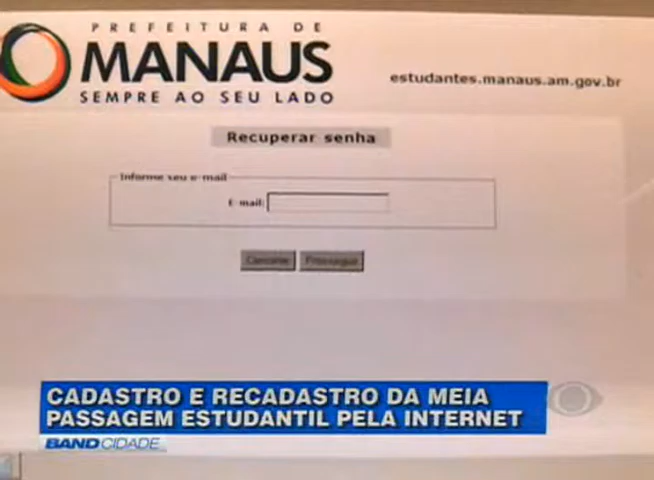 PREFEITURA DE
MANAUS
SEMPRE AO SEU LADO
estudantes.manaus.am.gov.br
Recuperar senha
Informe seu e-mail
E-mail:
Cancelar Prosseguir
CADASTRO E RECADASTRO DA MEIA
PASSAGEM ESTUDANTIL PELA INTERNET
BAND CIDADE